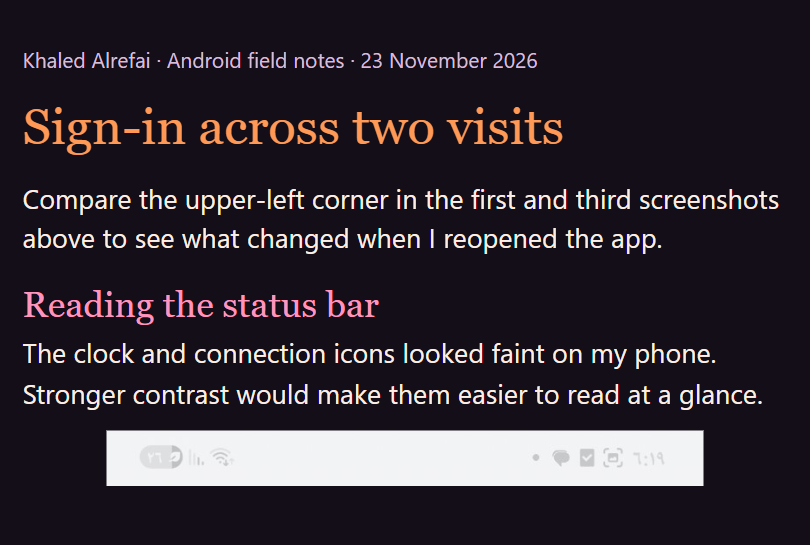 Khaled Alrefai · Android field notes · 23 November 2026
Sign-in across two visits
Compare the upper-left corner in the first and third screenshots
above to see what changed when I reopened the app.
Reading the status bar
The clock and connection icons looked faint on my phone.
Stronger contrast would make them easier to read at a glance.
٢٦ ٦:١٩